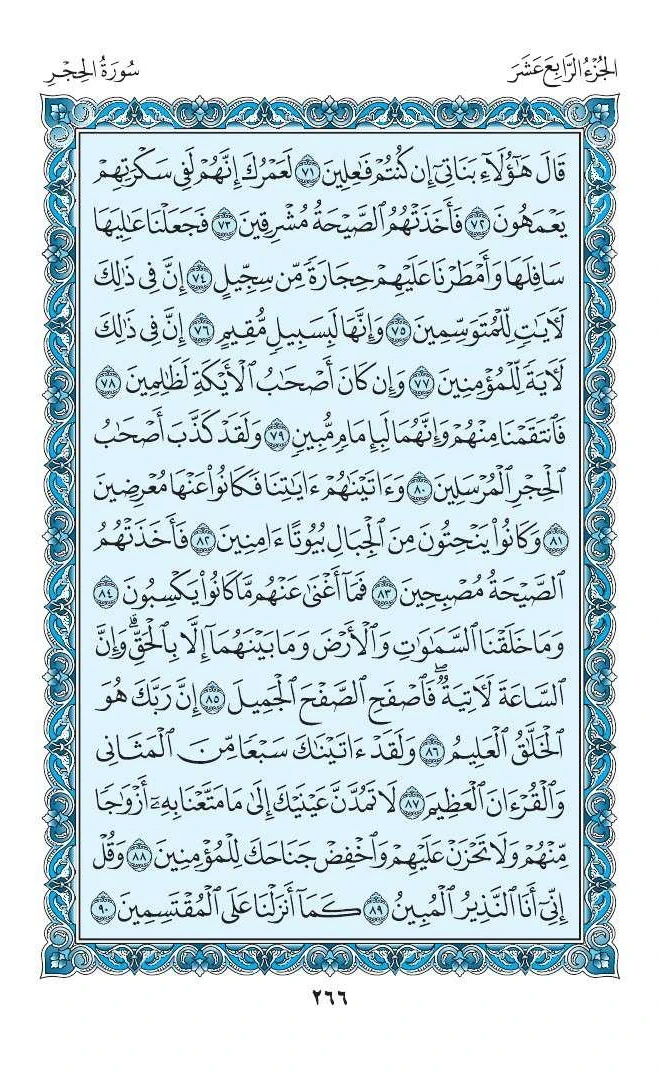 الجُزْءُ الرَّابِعَ عَشَرَ
سُورَةُ الحِجْرِ
قَالَ هَٰٓؤُلَآءِ بَنَاتِىٓ إِن كُنتُمْ فَٰعِلِينَ ٧١ لَعَمْرُكَ إِنَّهُمْ لَفِى سَكْرَتِهِمْ
يَعْمَهُونَ ٧٢ فَأَخَذَتْهُمُ ٱلصَّيْحَةُ مُشْرِقِينَ ٧٣ فَجَعَلْنَا عَٰلِيَهَا
سَافِلَهَا وَأَمْطَرْنَا عَلَيْهِمْ حِجَارَةً مِّن سِجِّيلٍ ٧٤ إِنَّ فِى ذَٰلِكَ
لَءَايَٰتٍ لِّلْمُتَوَسِّمِينَ ٧٥ وَإِنَّهَا لَبِسَبِيلٍ مُّقِيمٍ ٧٦ إِنَّ فِى ذَٰلِكَ
لَءَايَةً لِّلْمُؤْمِنِينَ ٧٧ وَإِن كَانَ أَصْحَٰبُ ٱلْأَيْكَةِ لَظَٰلِمِينَ ٧٨
فَٱنتَقَمْنَا مِنْهُمْ وَإِنَّهُمَا لَبِإِمَامٍ مُّبِينٍ ٧٩ وَلَقَدْ كَذَّبَ أَصْحَٰبُ
ٱلْحِجْرِ ٱلْمُرْسَلِينَ ٨٠ وَءَاتَيْنَٰهُمْ ءَايَٰتِنَا فَكَانُوا۟ عَنْهَا مُعْرِضِينَ
٨١ وَكَانُوا۟ يَنْحِتُونَ مِنَ ٱلْجِبَالِ بُيُوتًا ءَامِنِينَ ٨٢ فَأَخَذَتْهُمُ
ٱلصَّيْحَةُ مُصْبِحِينَ ٨٣ فَمَآ أَغْنَىٰ عَنْهُم مَّا كَانُوا۟ يَكْسِبُونَ ٨٤
وَمَا خَلَقْنَا ٱلسَّمَٰوَٰتِ وَٱلْأَرْضَ وَمَا بَيْنَهُمَآ إِلَّا بِٱلْحَقِّ ۗ وَإِنَّ
ٱلسَّاعَةَ لَءَاتِيَةٌ ۖ فَٱصْفَحِ ٱلصَّفْحَ ٱلْجَمِيلَ ٨٥ إِنَّ رَبَّكَ هُوَ
ٱلْخَلَّٰقُ ٱلْعَلِيمُ ٨٦ وَلَقَدْ ءَاتَيْنَٰكَ سَبْعًا مِّنَ ٱلْمَثَانِى
وَٱلْقُرْءَانَ ٱلْعَظِيمَ ٨٧ لَا تَمُدَّنَّ عَيْنَيْكَ إِلَىٰ مَا مَتَّعْنَا بِهِۦٓ أَزْوَٰجًا
مِّنْهُمْ وَلَا تَحْزَنْ عَلَيْهِمْ وَٱخْفِضْ جَنَاحَكَ لِلْمُؤْمِنِينَ ٨٨ وَقُلْ
إِنِّىٓ أَنَا ٱلنَّذِيرُ ٱلْمُبِينُ ٨٩ كَمَآ أَنزَلْنَا عَلَى ٱلْمُقْتَسِمِينَ ٩٠
٢٦٦